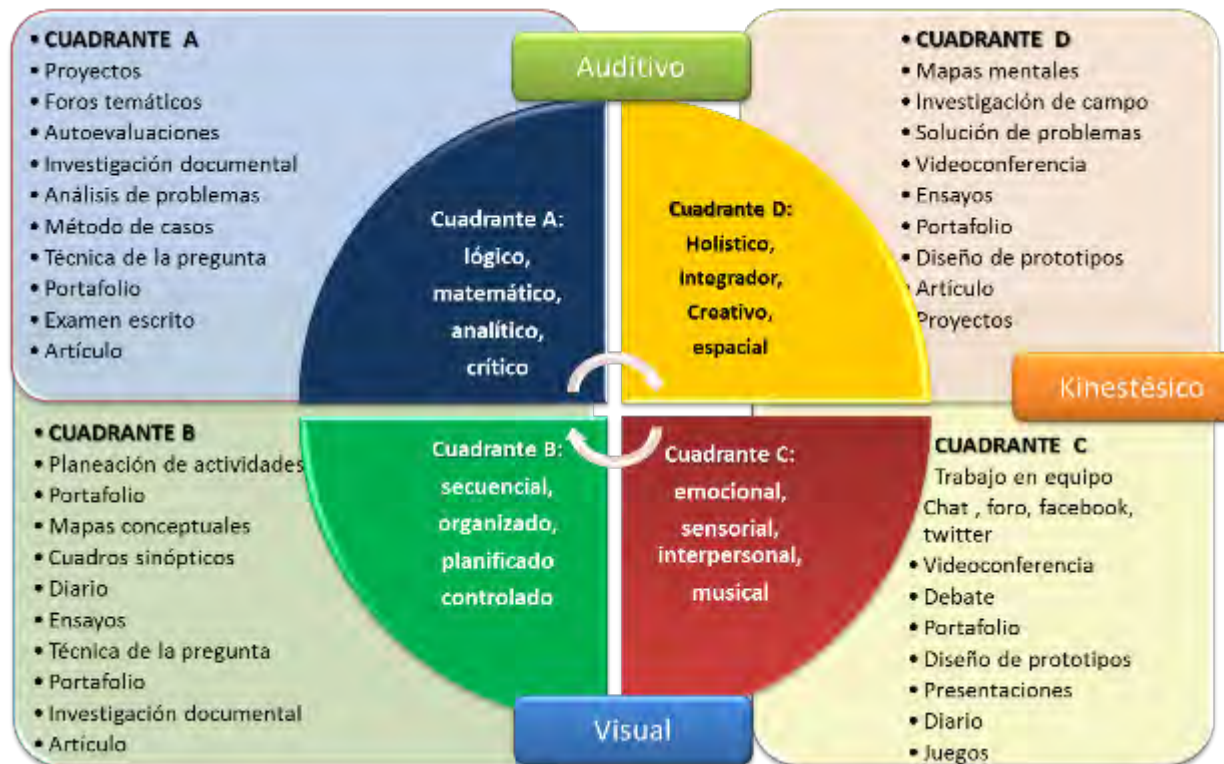 • CUADRANTE A
• Proyectos
• Foros temáticos
• Autoevaluaciones
• Investigación documental
• Análisis de problemas
• Método de casos
• Técnica de la pregunta
• Portafolio
• Examen escrito
• Artículo
Auditivo
• CUADRANTE D
• Mapas mentales
• Investigación de campo
• Solución de problemas
• Videoconferencia
• Ensayos
• Portafolio
• Diseño de prototipos
• Artículo
Proyectos
Cuadrante A:
lógico,
matemático,
analítico,
crítico
Cuadrante D:
Holístico,
integrador,
Creativo,
espacial
Kinestésico
• CUADRANTE B
• Planeación de actividades
• Portafolio
• Mapas conceptuales
• Cuadros sinópticos
• Diario
• Ensayos
• Técnica de la pregunta
• Portafolio
• Investigación documental
• Artículo
Cuadrante B:
secuencial,
organizado,
planificado
controlado
Cuadrante C:
emocional,
sensorial,
interpersonal,
musical
CUADRANTE C
Trabajo en equipo
Chat , foro, facebook,
twitter
• Videoconferencia
• Debate
• Portafolio
• Diseño de prototipos
• Presentaciones
• Diario
• Juegos
Visual